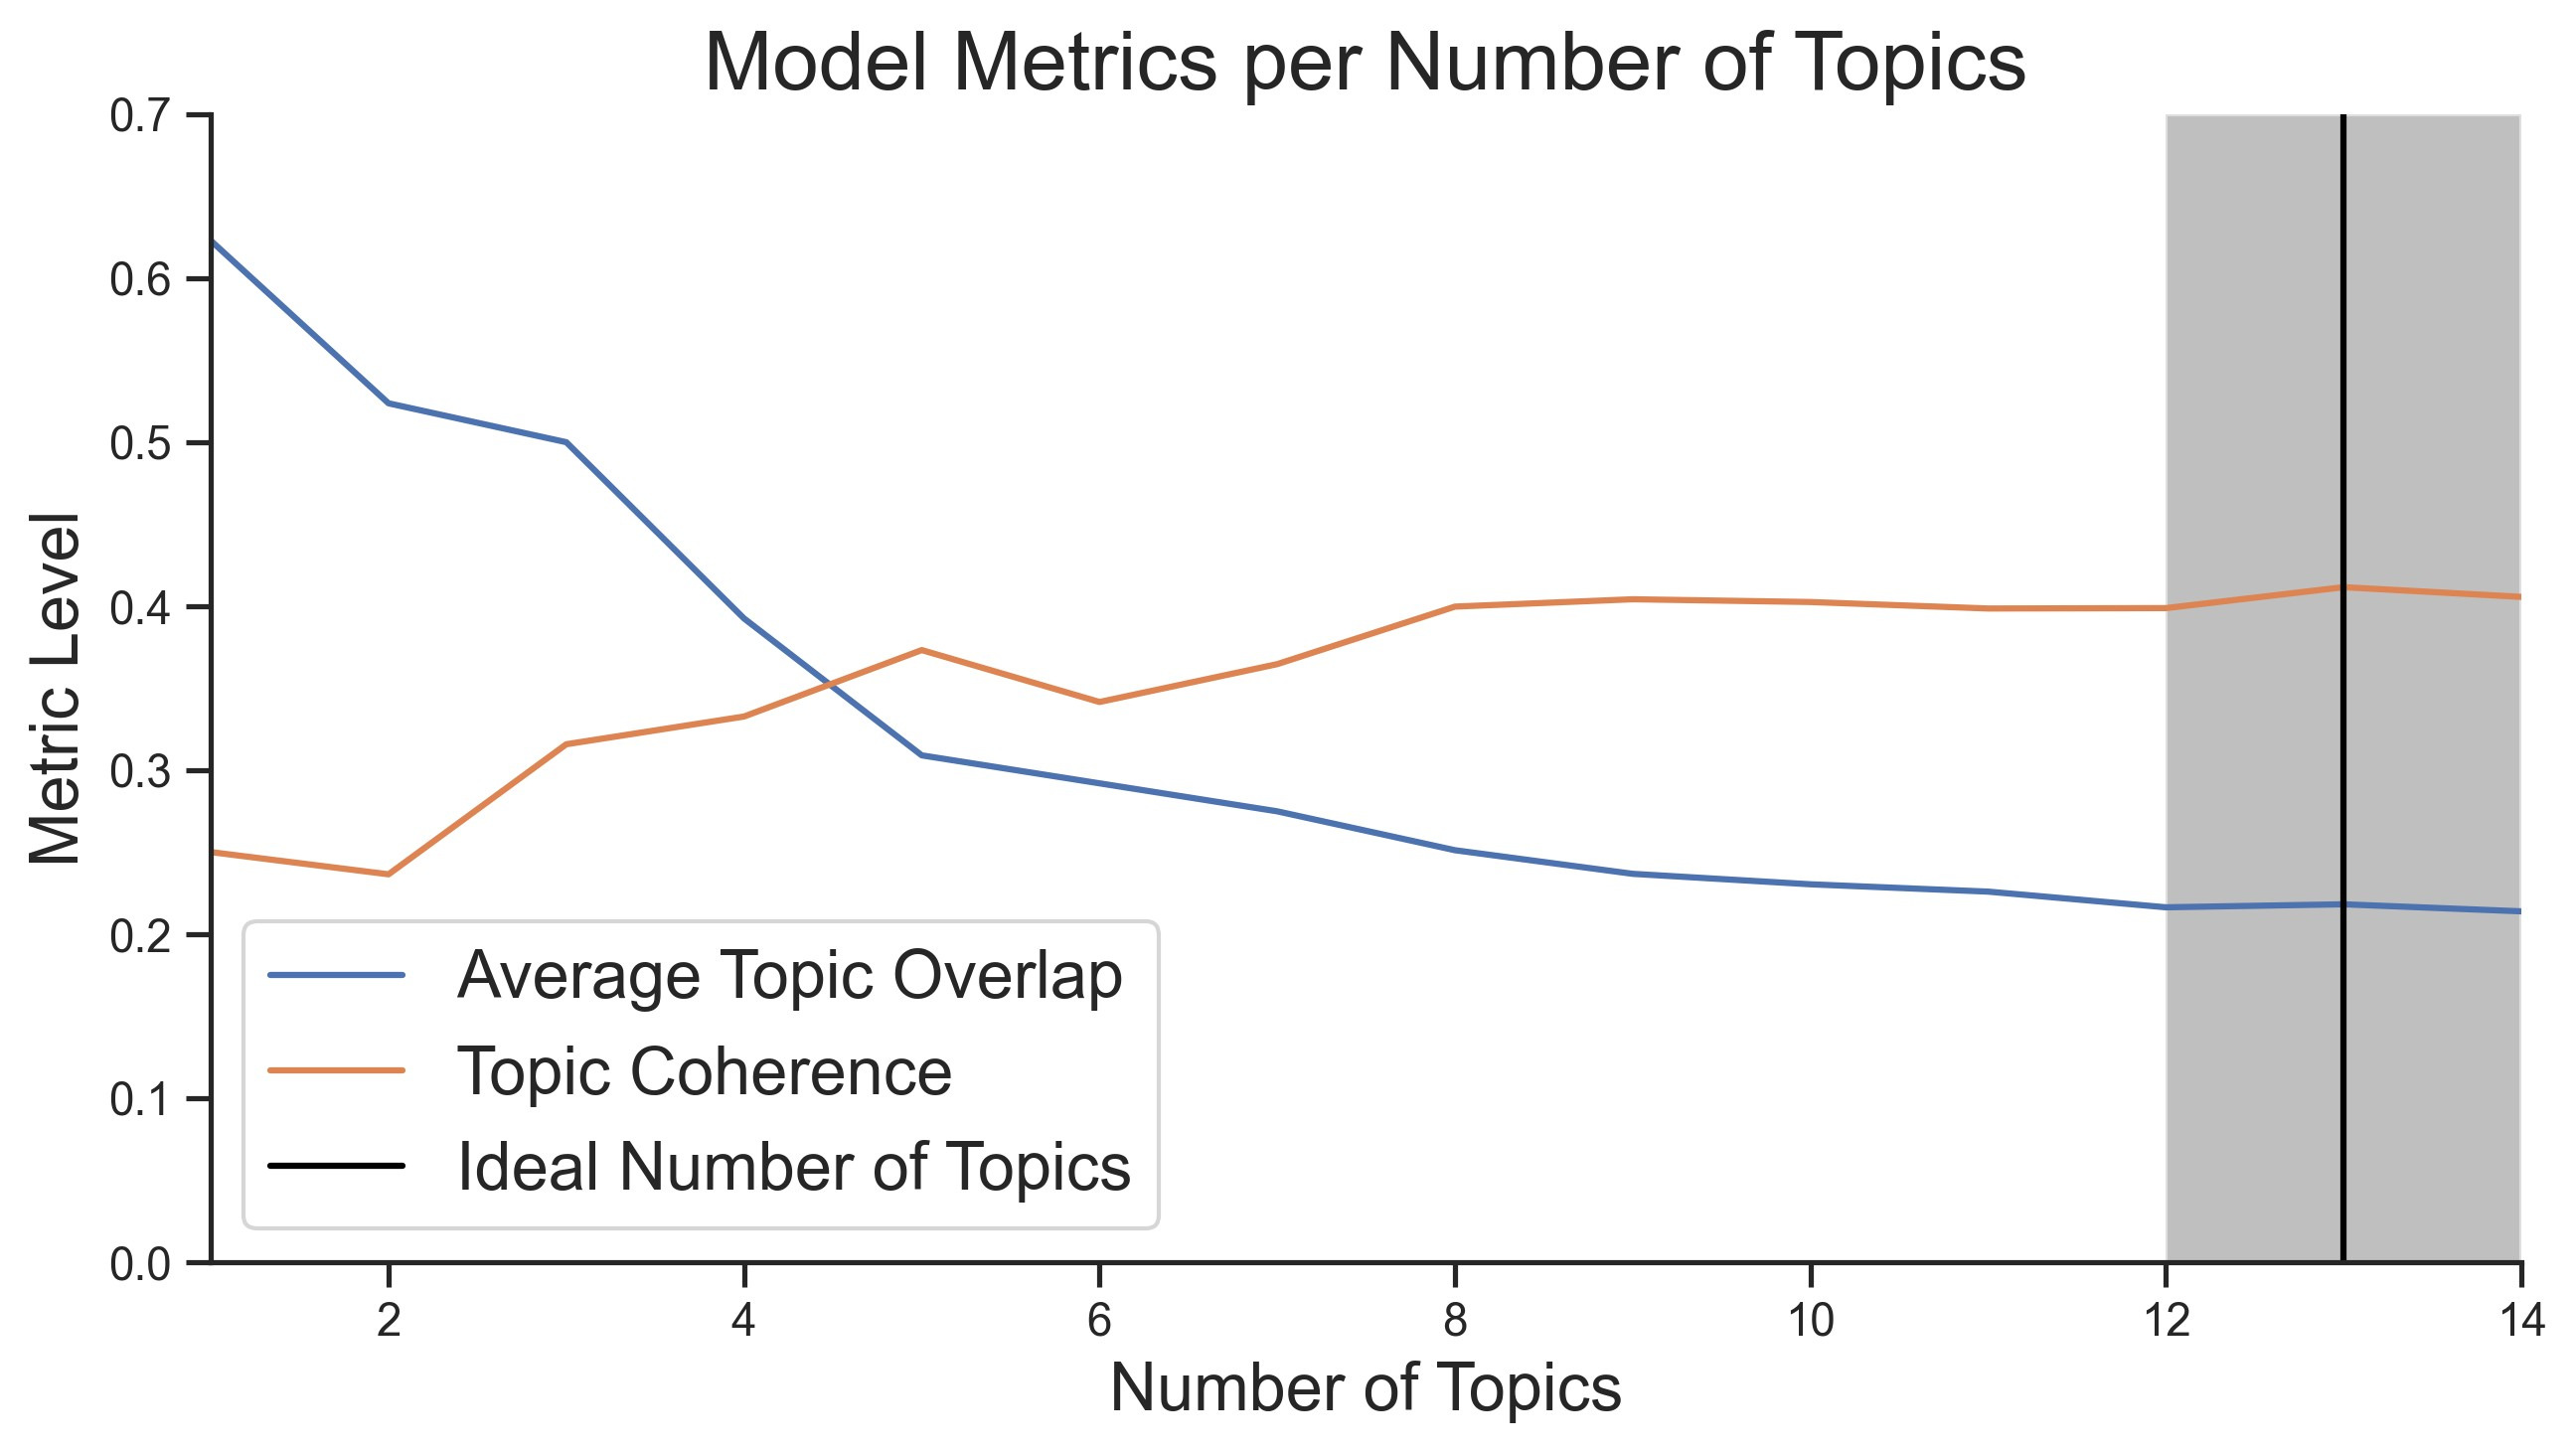 Model Metrics per Number of Topics
0.7
0.6
0.5
0.4
0.3
0.2
0.1
0.0
Metric Level
Average Topic Overlap
Topic Coherence
Ideal Number of Topics
2
4
6
8
10
12
14
Number of Topics